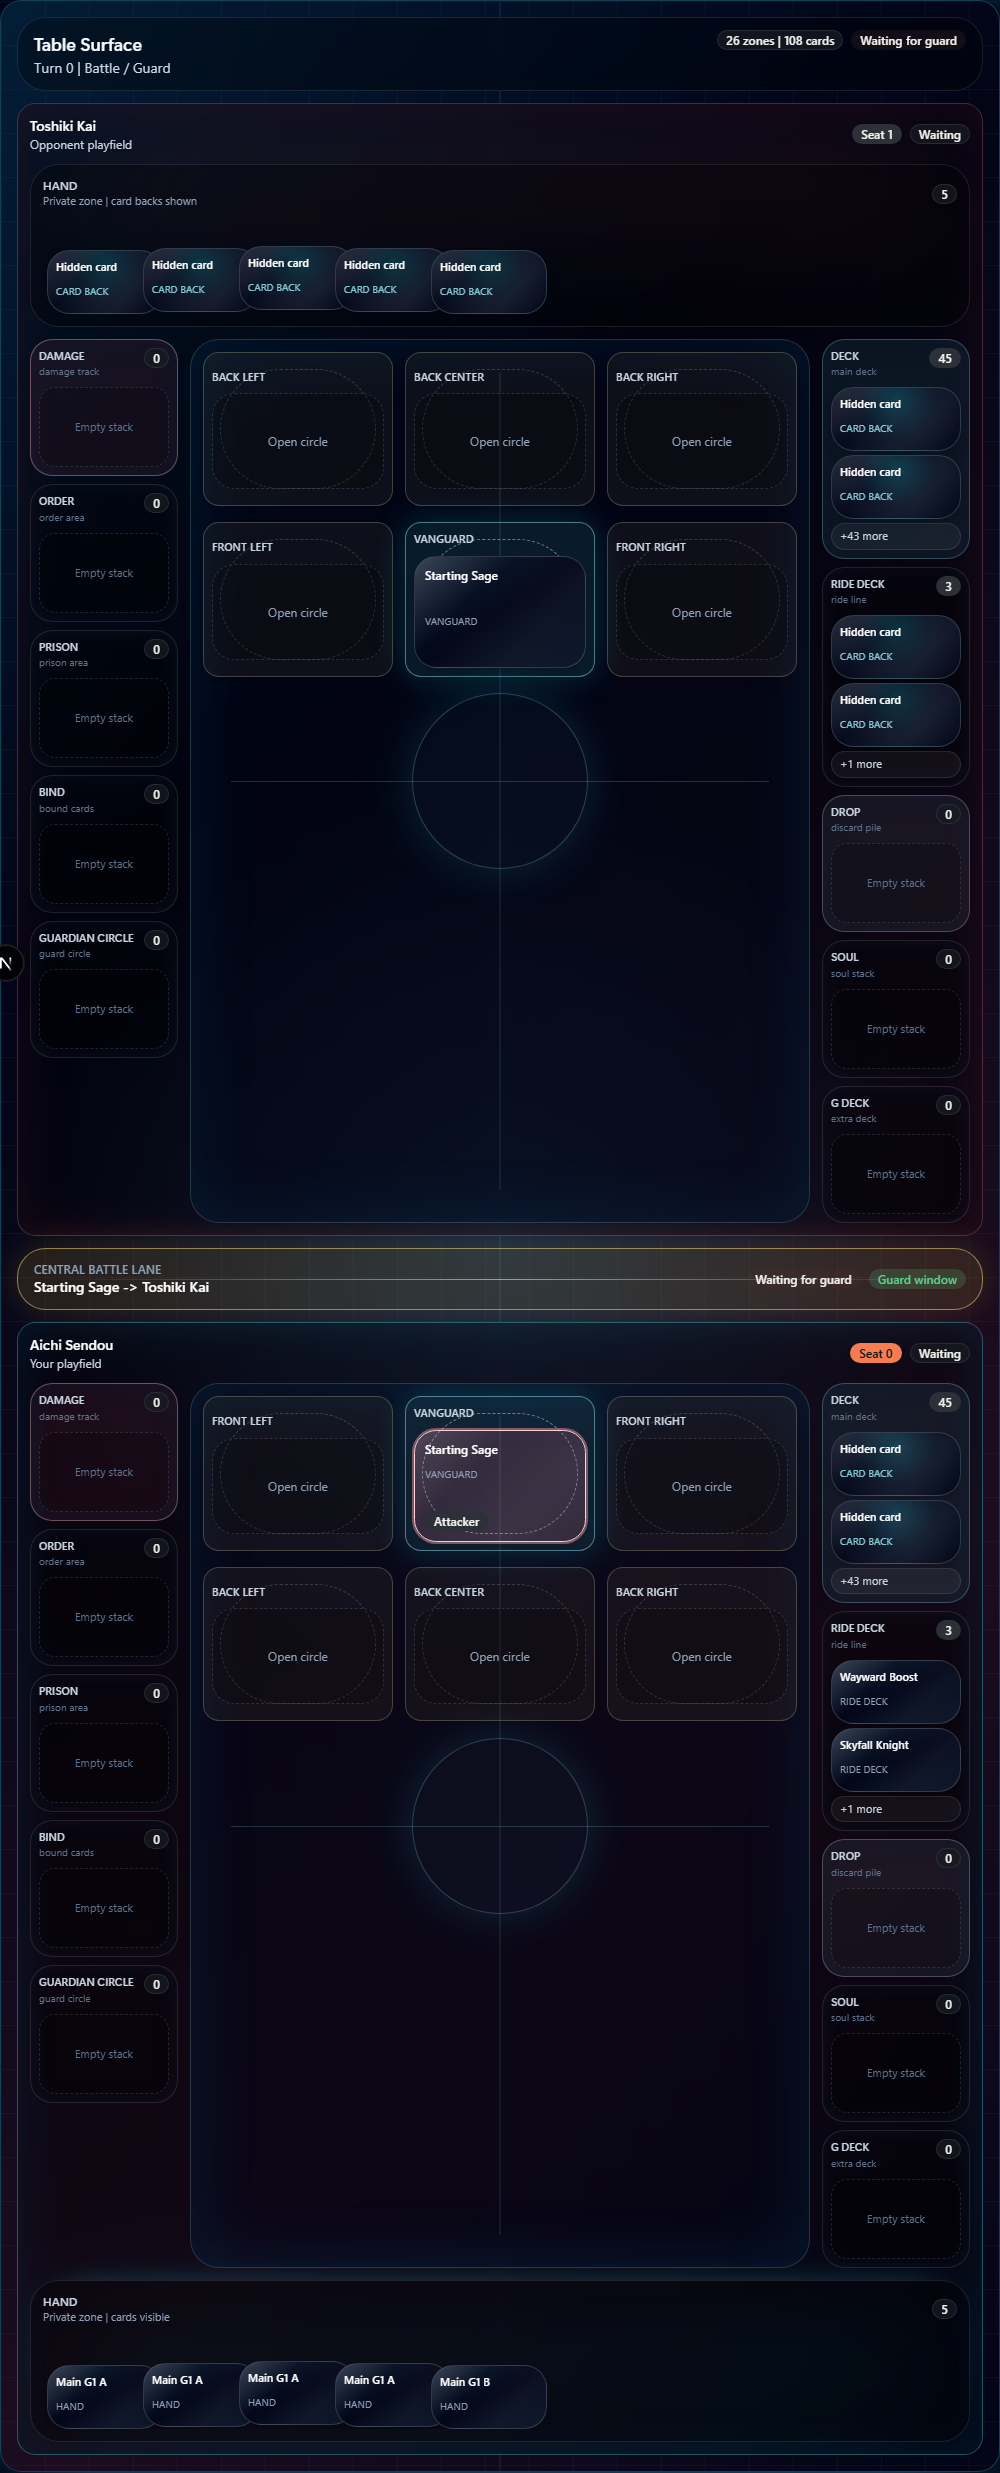 Table Surface
26 zones | 108 cards
Waiting for guard
Turn 0 | Battle / Guard
Toshiki Kai
Opponent playfield
Seat 1
Waiting
HAND
Private zone | card backs shown
5
Hidden card
CARD BACK
Hidden card
CARD BACK
Hidden card
CARD BACK
Hidden card
CARD BACK
Hidden card
CARD BACK
DAMAGE
0
damage track
Empty stack
ORDER
0
order area
Empty stack
PRISON
0
prison area
Empty stack
BIND
0
bound cards
Empty stack
GUARDIAN CIRCLE
0
guard circle
Empty stack
BACK LEFT
Open circle
BACK CENTER
Open circle
BACK RIGHT
Open circle
FRONT LEFT
Open circle
VANGUARD
Starting Sage
VANGUARD
FRONT RIGHT
Open circle
DECK
45
main deck
Hidden card
CARD BACK
Hidden card
CARD BACK
+43 more
RIDE DECK
3
ride line
Hidden card
CARD BACK
Hidden card
CARD BACK
+1 more
DROP
0
discard pile
Empty stack
SOUL
0
soul stack
Empty stack
G DECK
0
extra deck
Empty stack
N
CENTRAL BATTLE LANE
Starting Sage -> Toshiki Kai
Waiting for guard
Guard window
Aichi Sendou
Your playfield
Seat 0
Waiting
DAMAGE
0
damage track
Empty stack
ORDER
0
order area
Empty stack
PRISON
0
prison area
Empty stack
BIND
0
bound cards
Empty stack
GUARDIAN CIRCLE
0
guard circle
Empty stack
FRONT LEFT
Open circle
VANGUARD
Starting Sage
VANGUARD
Attacker
FRONT RIGHT
Open circle
BACK LEFT
Open circle
BACK CENTER
Open circle
BACK RIGHT
Open circle
DECK
45
main deck
Hidden card
CARD BACK
Hidden card
CARD BACK
+43 more
RIDE DECK
3
ride line
Wayward Boost
RIDE DECK
Skyfall Knight
RIDE DECK
+1 more
DROP
0
discard pile
Empty stack
SOUL
0
soul stack
Empty stack
G DECK
0
extra deck
Empty stack
HAND
Private zone | cards visible
5
Main G1 A
HAND
Main G1 A
HAND
Main G1 A
HAND
Main G1 A
HAND
Main G1 B
HAND